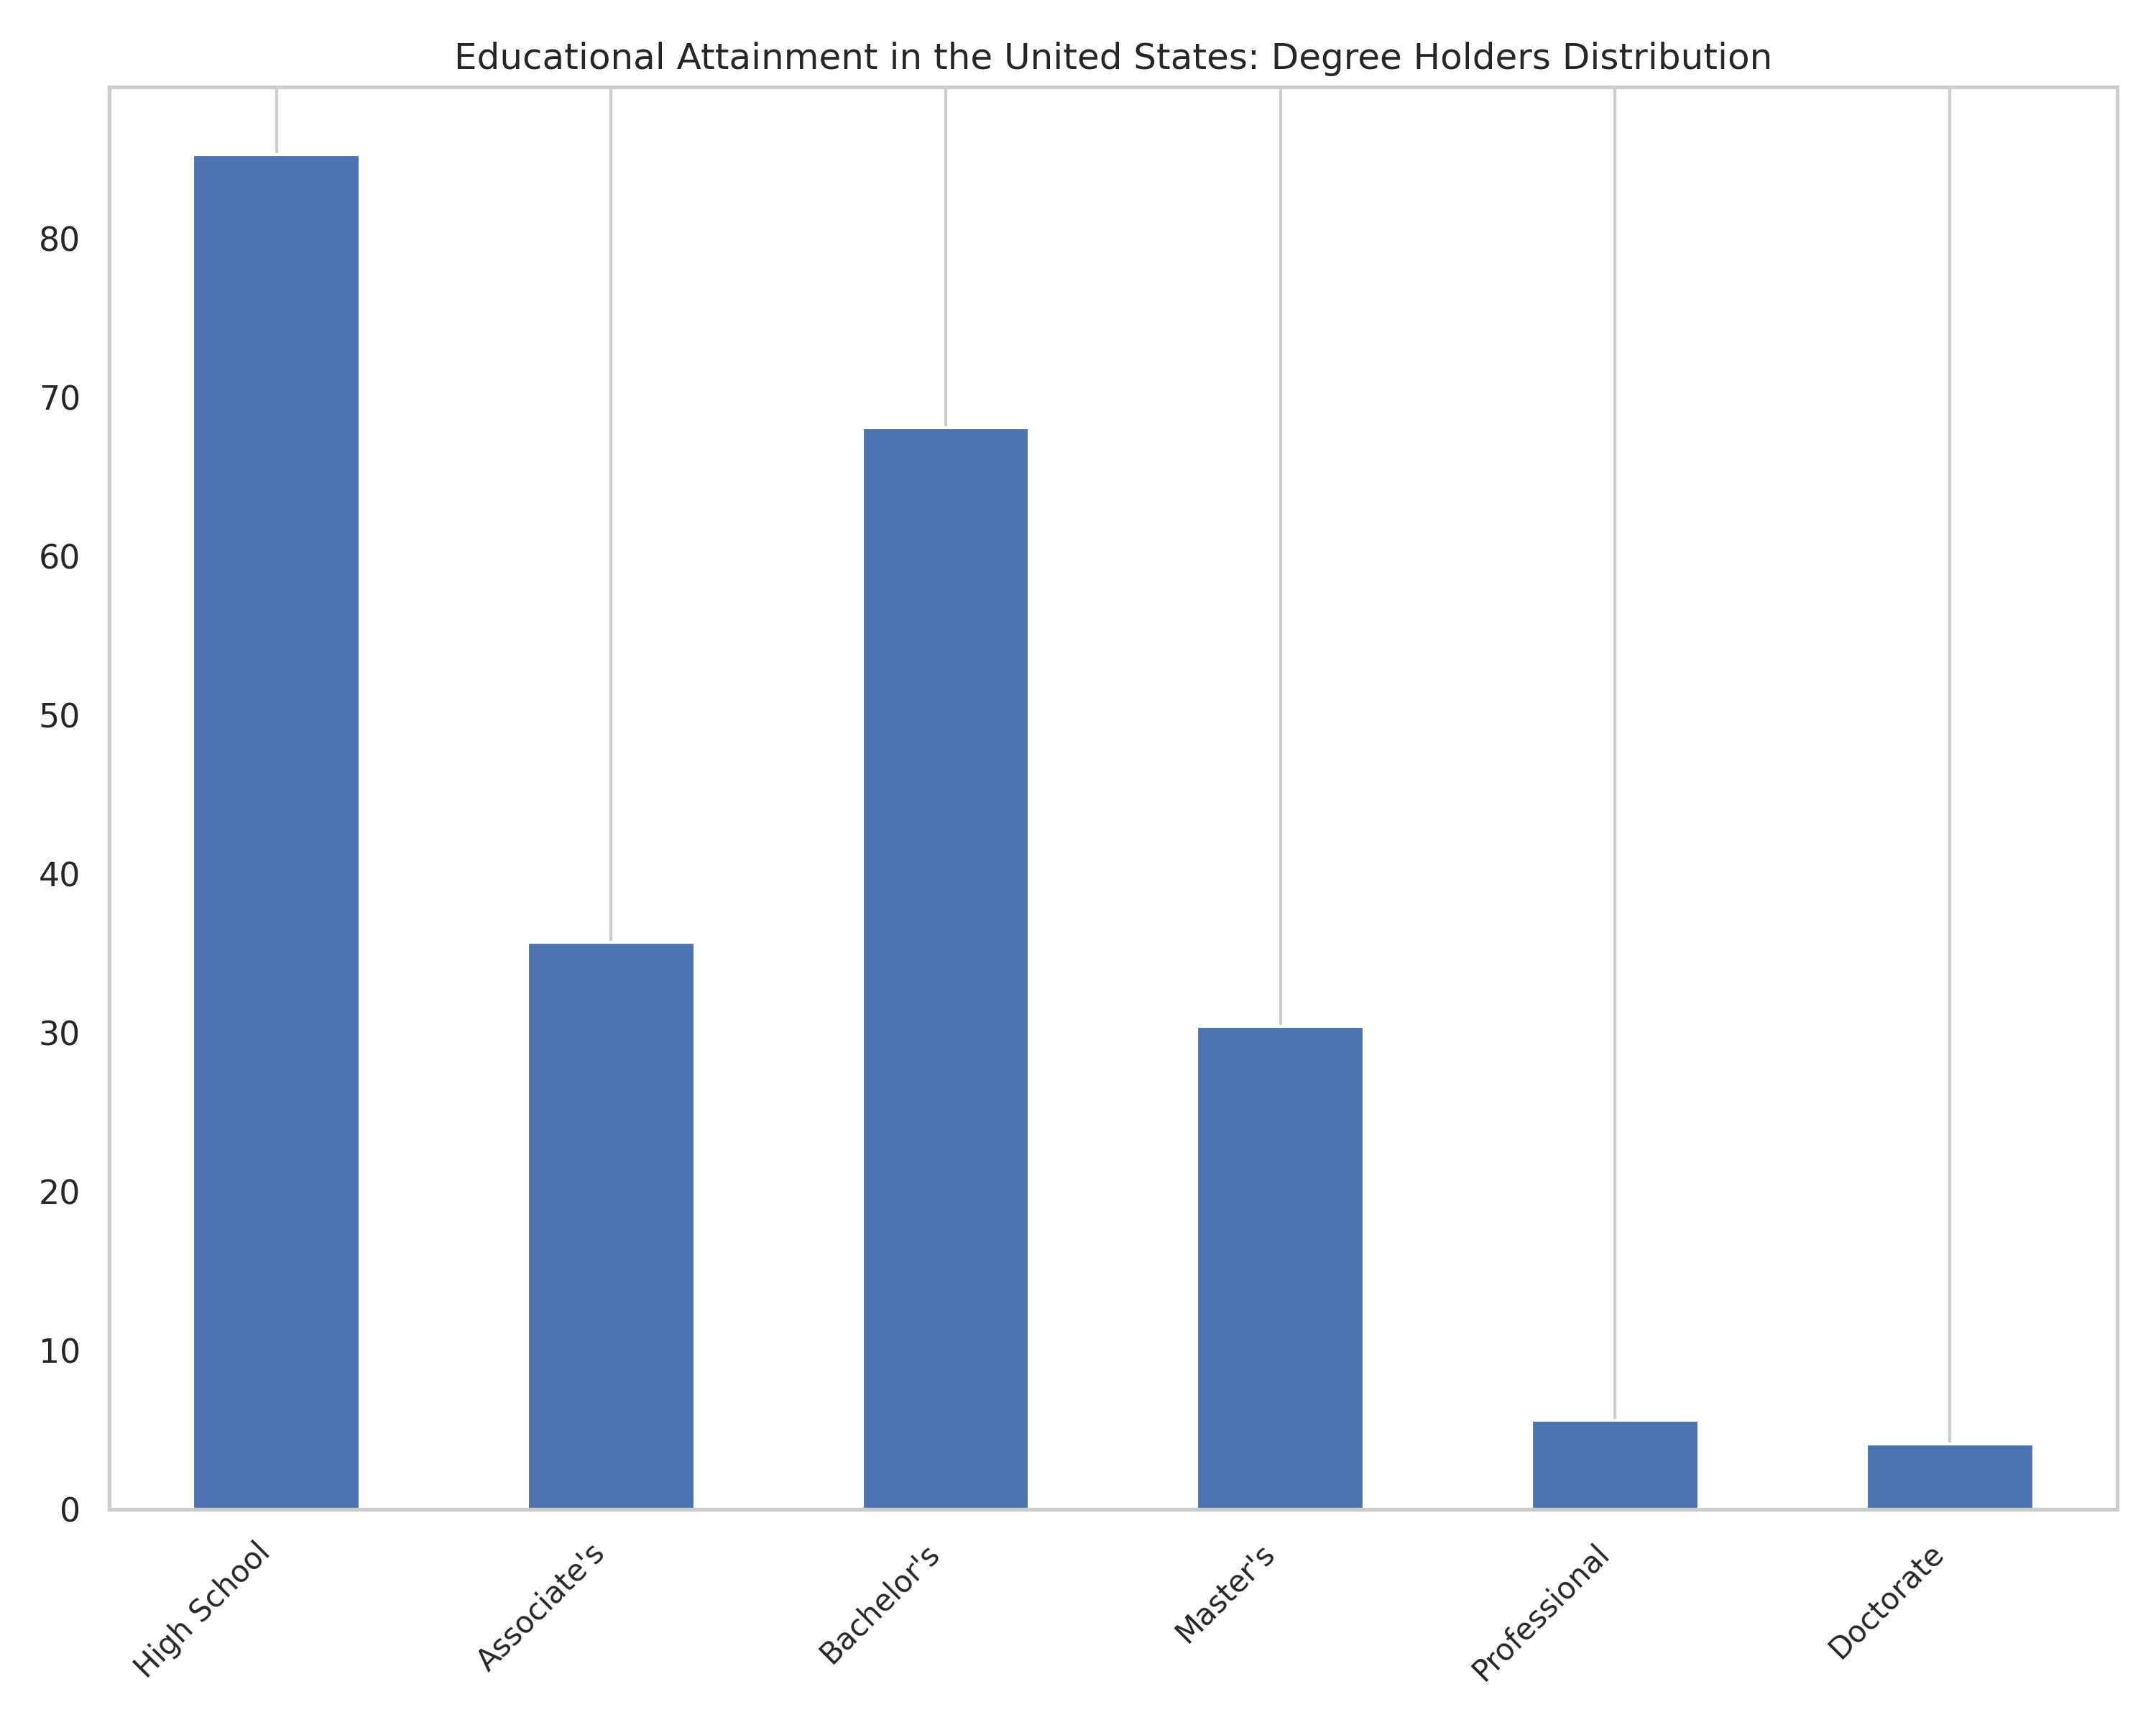 Educational Attainment in the United States: Degree Holders Distribution
80
70
60
50
40
30
20
10
0
High School
Associate's
Bachelor's
Master's
Professional
Doctorate